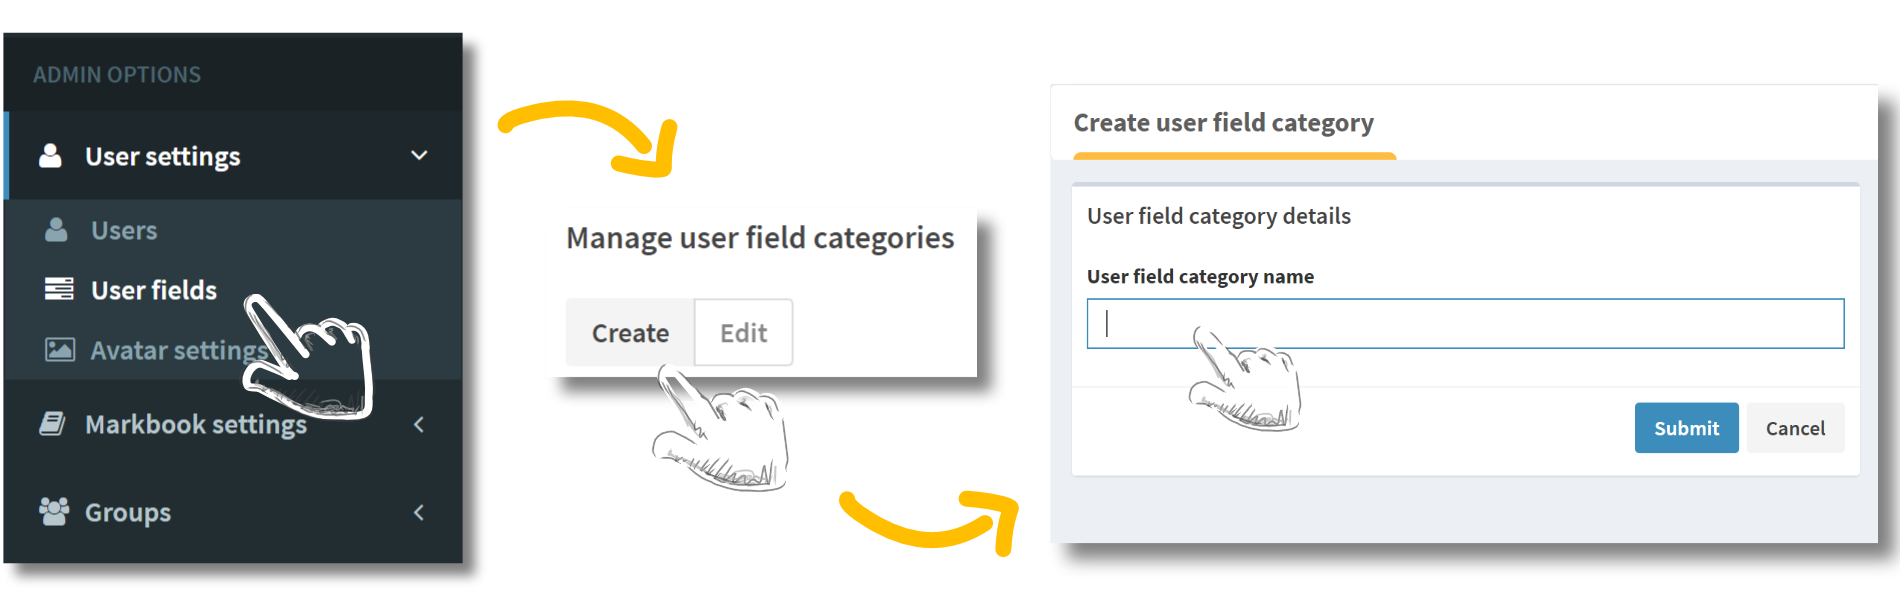 ADMIN OPTIONS
User settings
Users
User fields
Avatar settings
Markbook settings
Groups
Manage user field categories
Create Edit
Create user field category
User field category details
User field category name
Submit Cancel